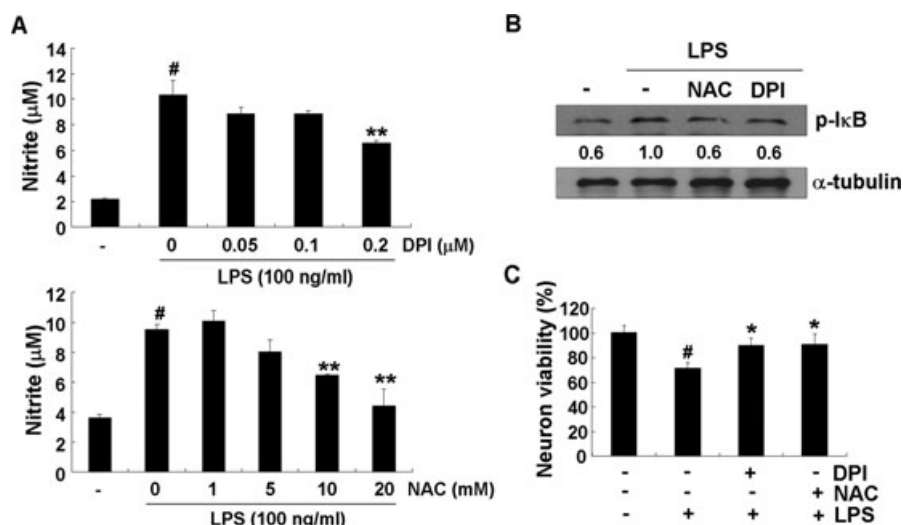 A
Nitrite (μM)
14
12
10
8
6
4
2
0
#
**
- 0 0.05 0.1 0.2 DPI (μM)
LPS (100 ng/ml)
Nitrite (μM)
12
10
8
6
4
2
0
#
**
**
- 0 1 5 10 20 NAC (mM)
LPS (100 ng/ml)
B
LPS
- - NAC DPI
p-IκB
0.6 1.0 0.6 0.6
α-tubulin
C
Neuron viability (%)
120
100
80
60
40
20
0
#
*
*
- - + - DPI
- - - + NAC
- + + + LPS